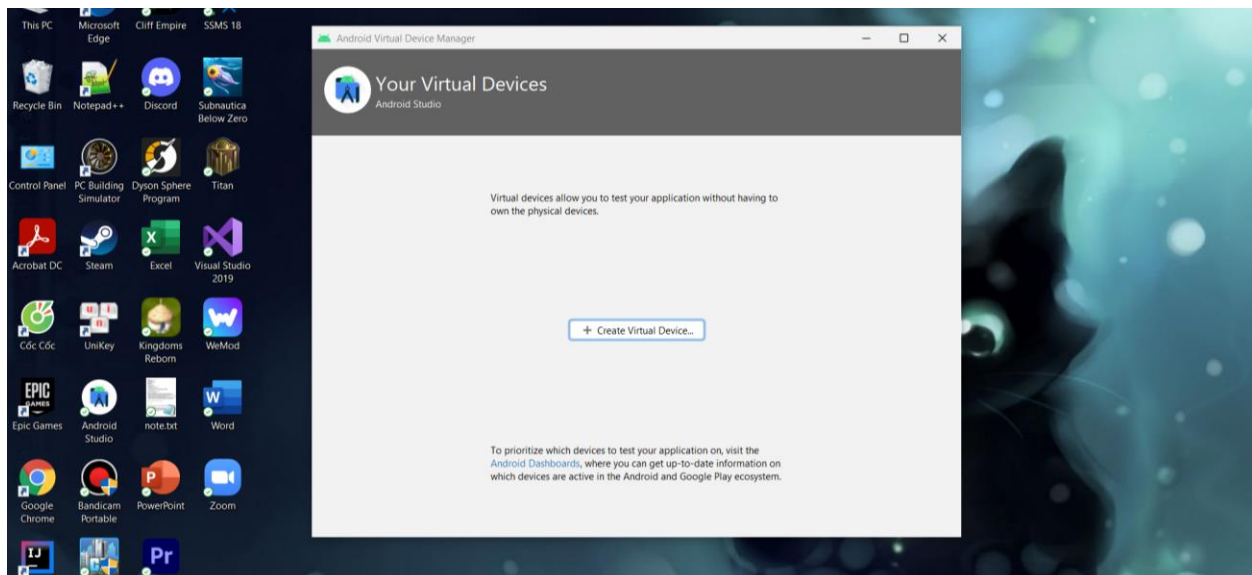 This PC
Microsoft
Edge
Cliff Empire
SSMS 18
Recycle Bin
Notepad++
Discord
Subnautica
Below Zero
Control Panel
PC Building
Simulator
Dyson Sphere
Program
Titan
Acrobat DC
Steam
X
Excel
Visual Studio
2019
Cốc Cốc
u i
n
UniKey
Kingdoms
Reborn
WeMod
EPIC
GAMES
Epic Games
Android
Studio
note.txt
W
Word
Google
Chrome
Bandicam
Portable
P
PowerPoint
Zoom
IJ
Pr
Android Virtual Device Manager
Your Virtual Devices
Android Studio
Virtual devices allow you to test your application without having to
own the physical devices.
+ Create Virtual Device...
To prioritize which devices to test your application on, visit the
Android Dashboards, where you can get up-to-date information on
which devices are active in the Android and Google Play ecosystem.